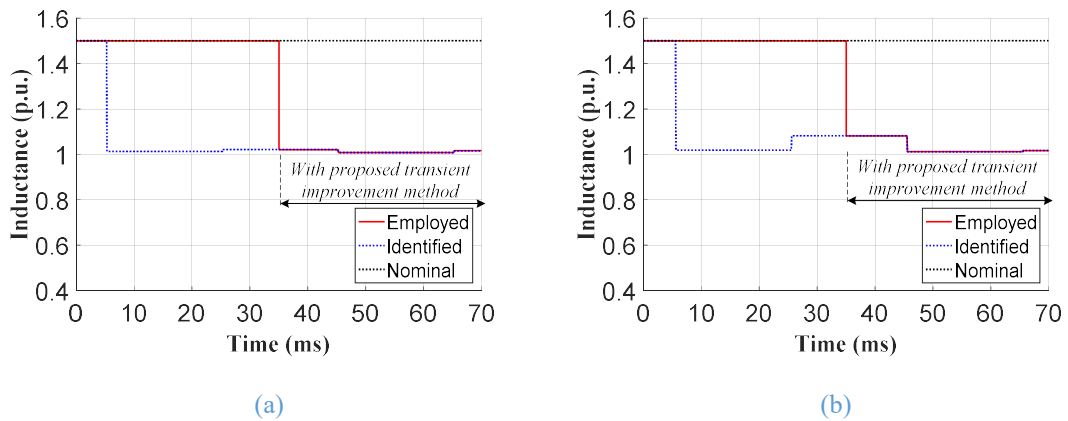 1.6
1.4
1.2
1
0.8
0.6
0.4
Inductance (p.u.)
With proposed transient
improvement method
Employed
Identified
Nominal
0 10 20 30 40 50 60 70
Time (ms)
(a)
1.6
1.4
1.2
1
0.8
0.6
0.4
Inductance (p.u.)
With proposed transient
improvement method
Employed
Identified
Nominal
0 10 20 30 40 50 60 70
Time (ms)
(b)